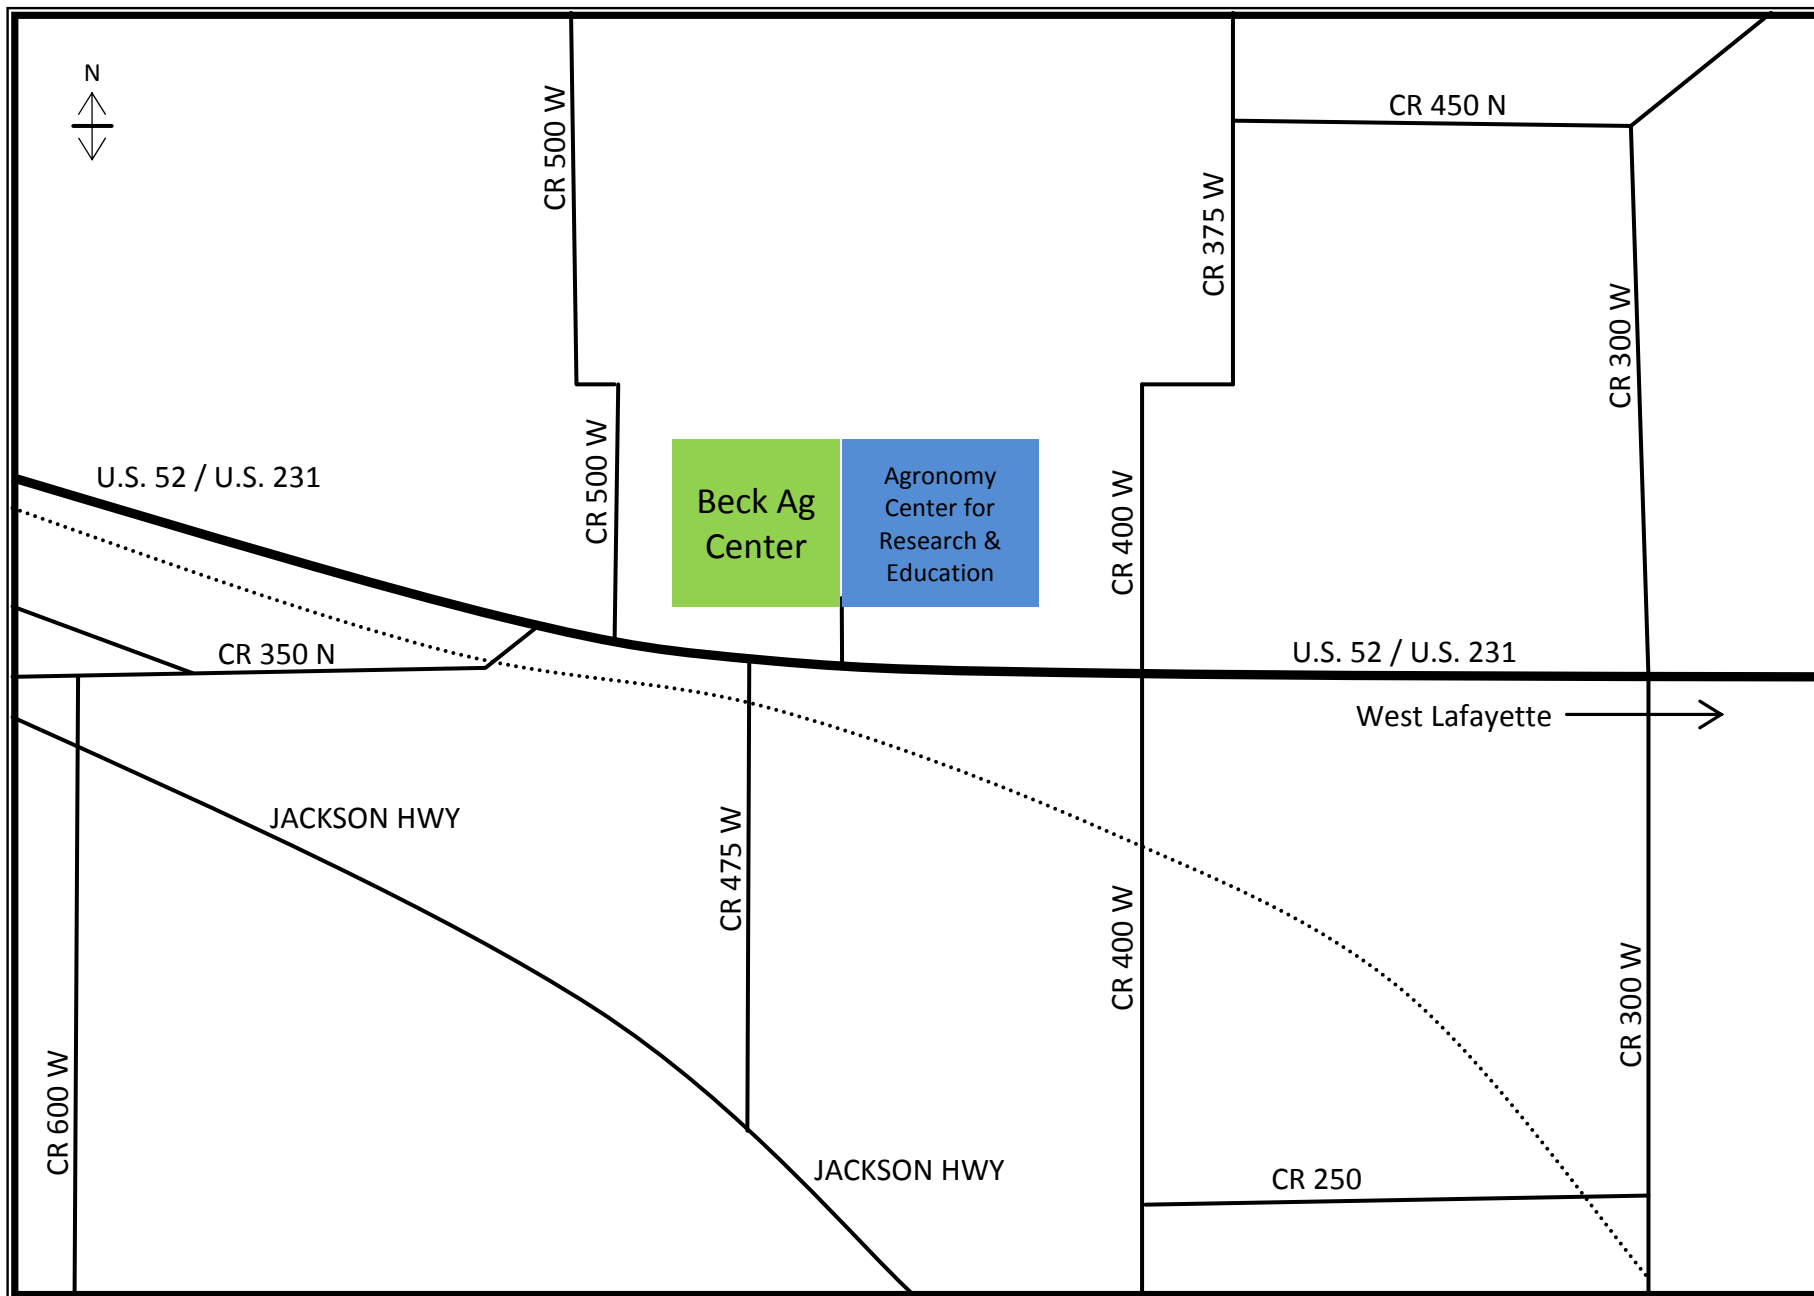 N
CR 500 W
CR 450 N
CR 375 W
CR 300 W
U.S. 52 / U.S. 231
CR 500 W
Beck Ag
Center
Agronomy
Center for
Research &
Education
CR 400 W
CR 350 N
U.S. 52 / U.S. 231
West Lafayette
JACKSON HWY
CR 475 W
CR 400 W
CR 300 W
CR 600 W
JACKSON HWY
CR 250